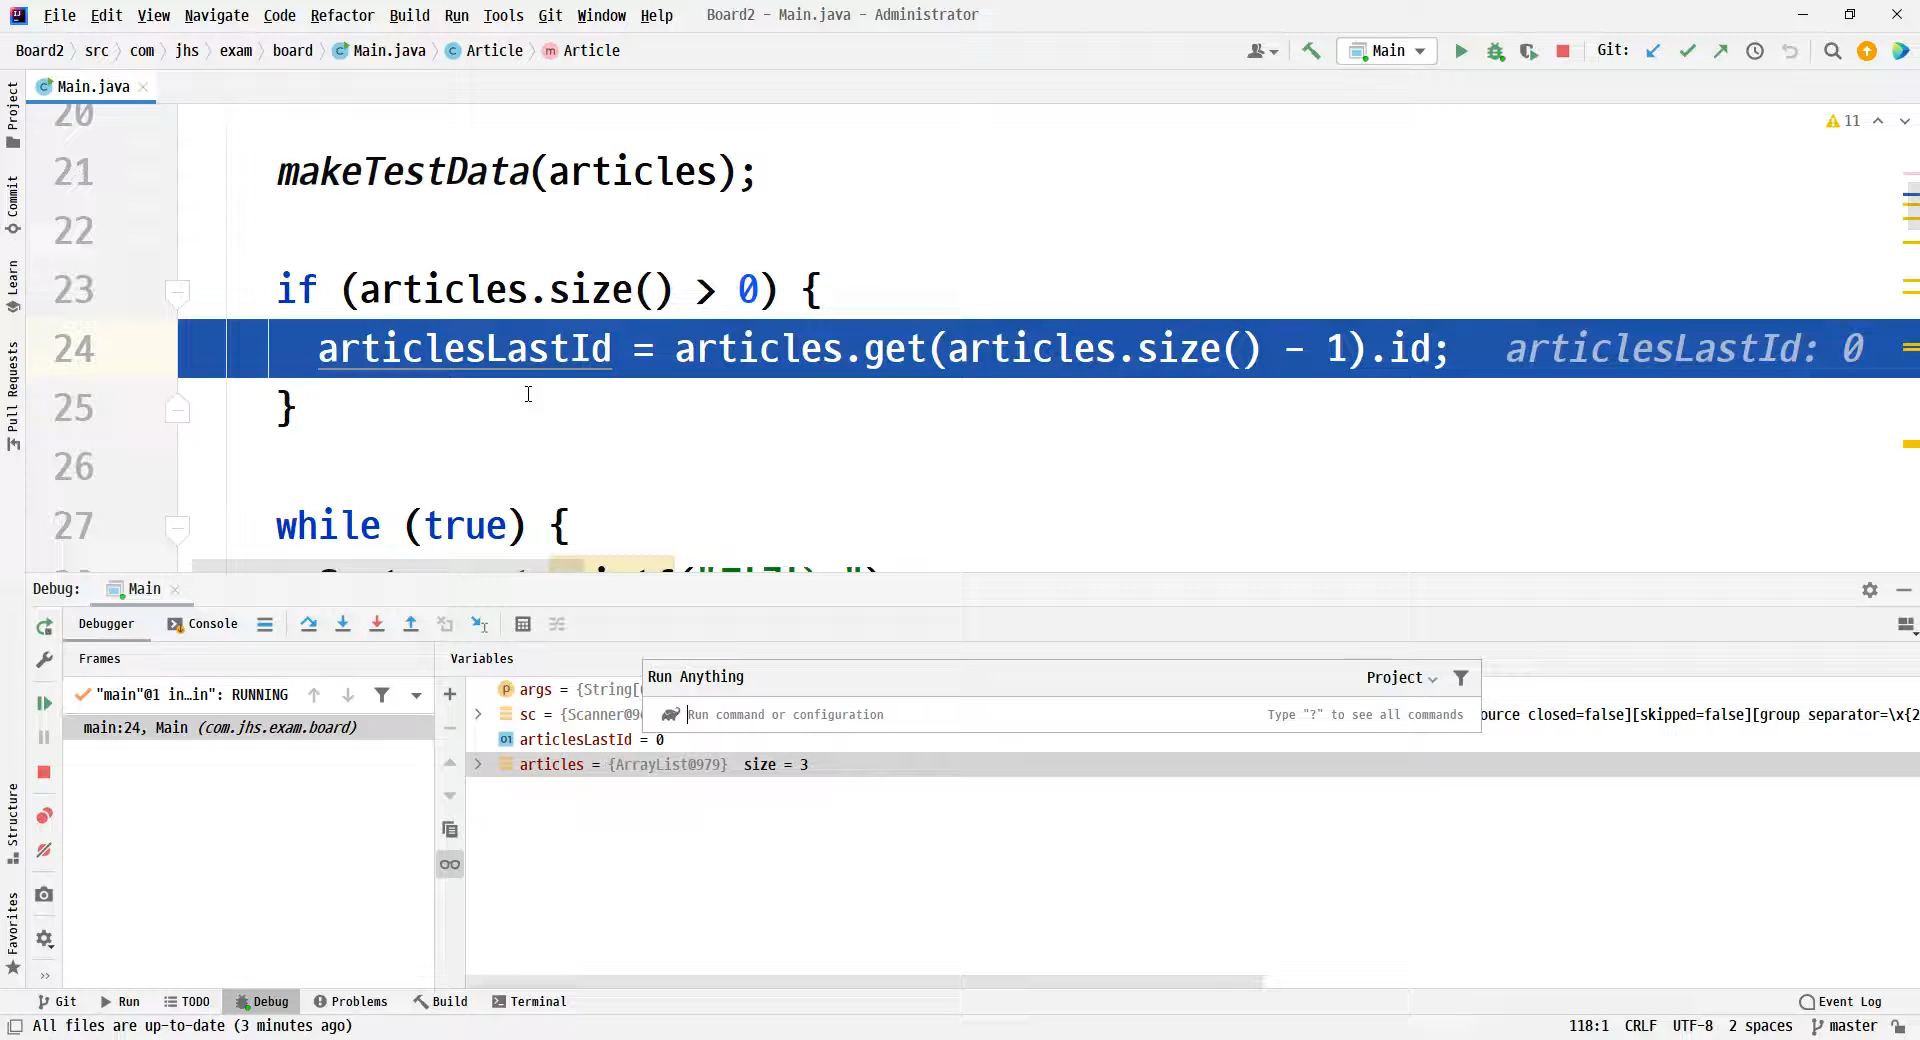 File Edit View Navigate Code Refactor Build Run Tools Git Window Help Board2 - Main.java - Administrator
Board2 src com jhs exam board Main.java Article Article Main Git:
Main.java
11
20
21 makeTestData(articles);
22
23 if (articles.size() > 0) {
24 articlesLastId = articles.get(articles.size() - 1).id; articlesLastId: 0
25 }
26
27 while (true) {
Project
Commit
Learn
Pull Requests
Structure
Favorites
Debug: Main
Debugger Console
Frames Variables
"main"@1 in…in": RUNNING
main:24, Main (com.jhs.exam.board)
args = {String[
sc = {Scanner@9 ource closed=false][skipped=false][group separator=\x{2
articlesLastId = 0
articles = {ArrayList@979} size = 3
Run Anything Project
Run command or configuration Type "?" to see all commands
Git Run TODO Debug Problems Build Terminal Event Log
All files are up-to-date (3 minutes ago) 118:1 CRLF UTF-8 2 spaces master